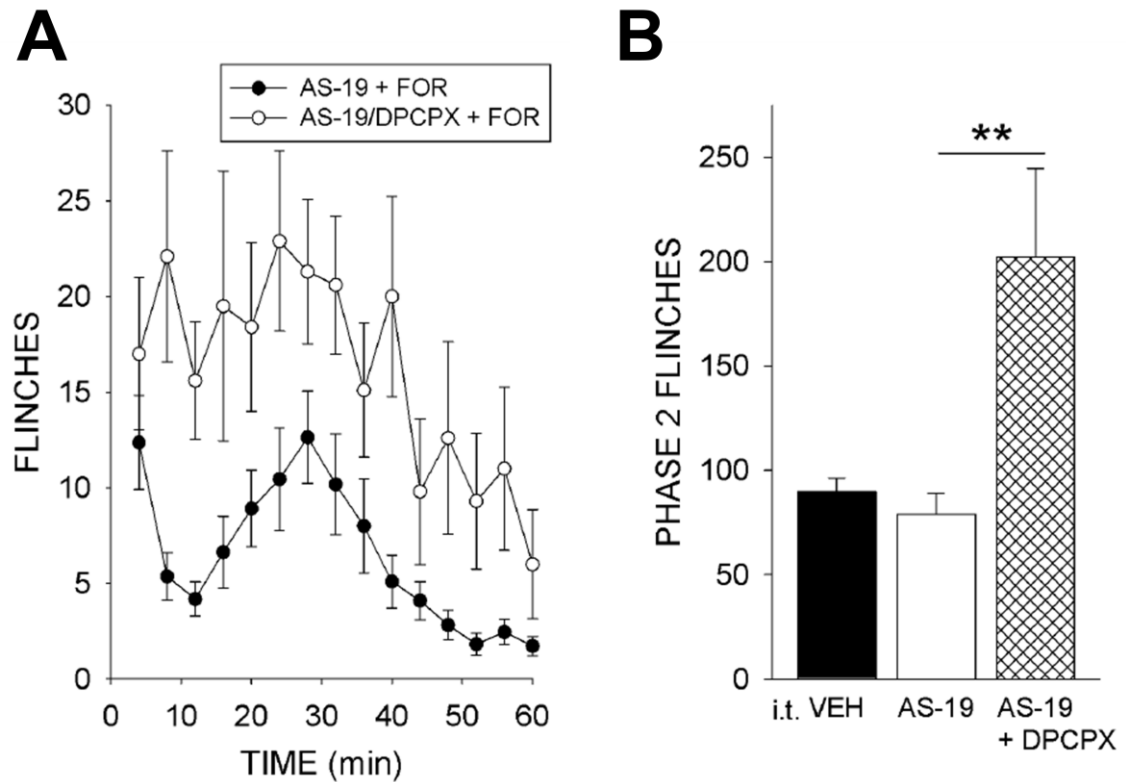 A
B
AS-19 + FOR
AS-19/DPCPX + FOR
30
25
20
15
10
5
0
FLINCHES
0 10 20 30 40 50 60
TIME (min)
**
250
200
150
100
50
0
PHASE 2 FLINCHES
i.t. VEH AS-19 AS-19
+ DPCPX